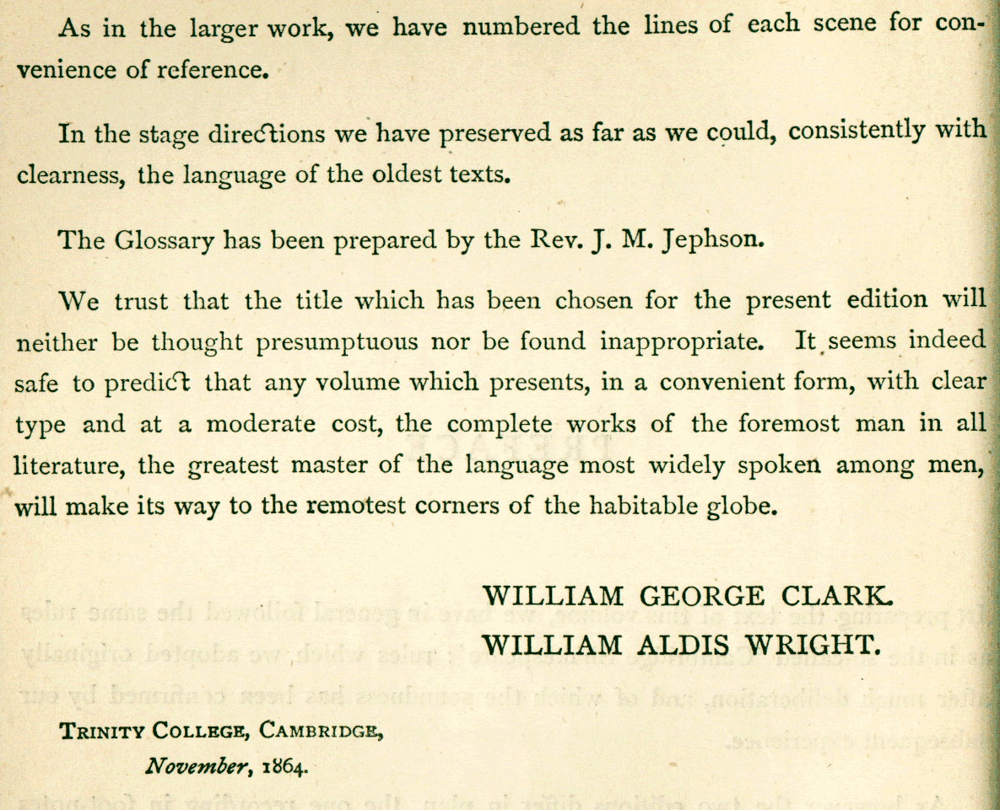 As in the larger work, we have numbered the lines of each scene for con-
venience of reference.
In the stage directions we have preserved as far as we could, consistently with
clearness, the language of the oldest texts.
The Glossary has been prepared by the Rev. J. M. Jephson.
We trust that the title which has been chosen for the present edition will
neither be thought presumptuous nor be found inappropriate. It seems indeed
safe to predict that any volume which presents, in a convenient form, with clear
type and at a moderate cost, the complete works of the foremost man in all
literature, the greatest master of the language most widely spoken among men,
will make its way to the remotest corners of the habitable globe.
WILLIAM GEORGE CLARK.
WILLIAM ALDIS WRIGHT.
TRINITY COLLEGE, CAMBRIDGE,
November, 1864.